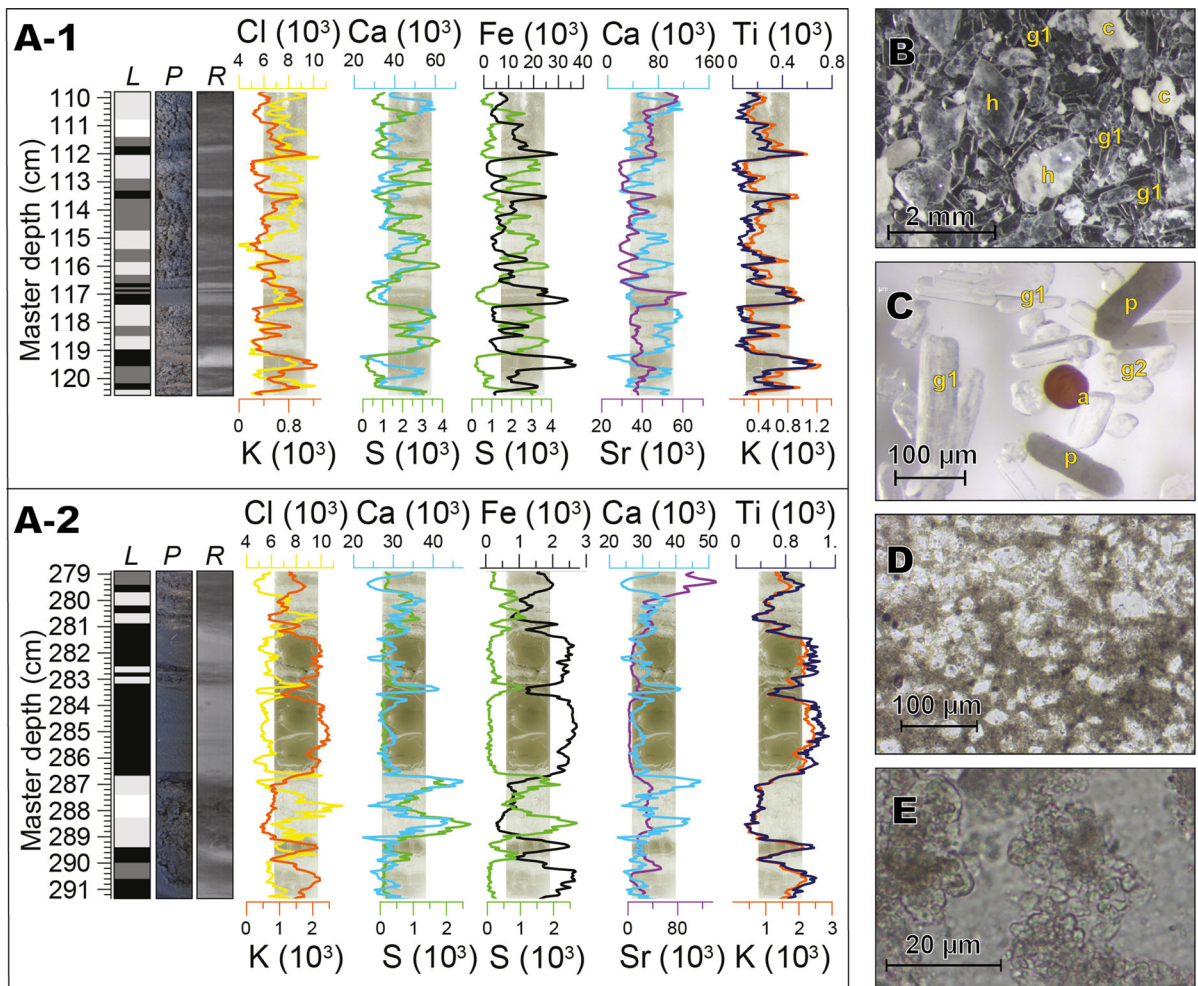 A-1
Cl (10³) Ca (10³) Fe (10³) Ca (10³) Ti (10³)
4 6 8 10 20 40 60 0 10 20 30 40 0 80 160 0 0.4 0.8
L P R
Master depth (cm)
110
111
112
113
114
115
116
117
118
119
120
0 0.8 0 1 2 3 4 0 2 4 20 40 60 0.4 0.8 1.2
K (10³) S (10³) S (10³) Sr (10³) K (10³)
A-2
Cl (10³) Ca (10³) Fe (10³) Ca (10³) Ti (10³)
4 6 8 10 20 30 40 0 1 2 3 20 30 40 50 0 0.8 1.
L P R
Master depth (cm)
279
280
281
282
283
284
285
286
287
288
289
290
291
0 1 2 0 2 0 1 2 0 80 1 2 3
K (10³) S (10³) S (10³) Sr (10³) K (10³)
B
g1 c
h c
g1
h g1
2 mm
C
g1 p
g1 g2
a
p
100 µm
D
100 µm
E
20 µm